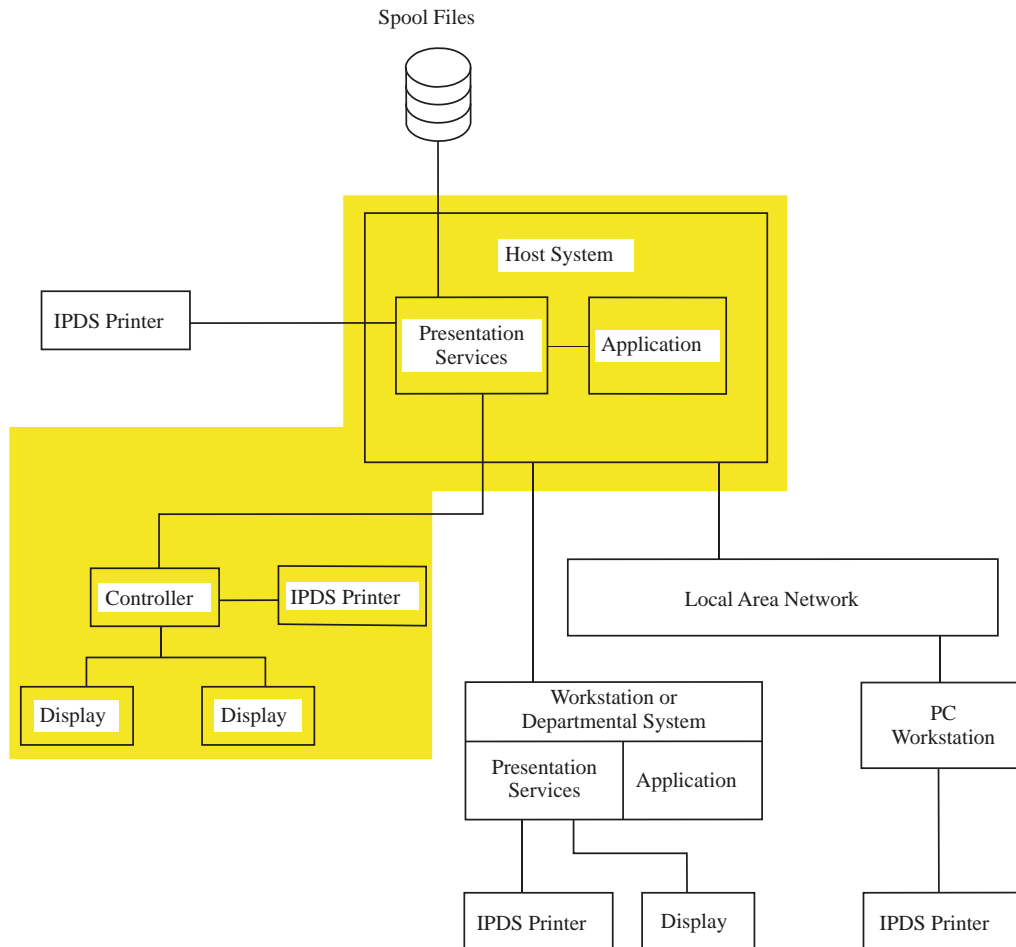 Spool Files
Host System
IPDS Printer
Presentation
Services
Application
Controller
IPDS Printer
Local Area Network
Display
Display
Workstation or
Departmental System
PC
Workstation
Presentation
Services
Application
IPDS Printer
Display
IPDS Printer